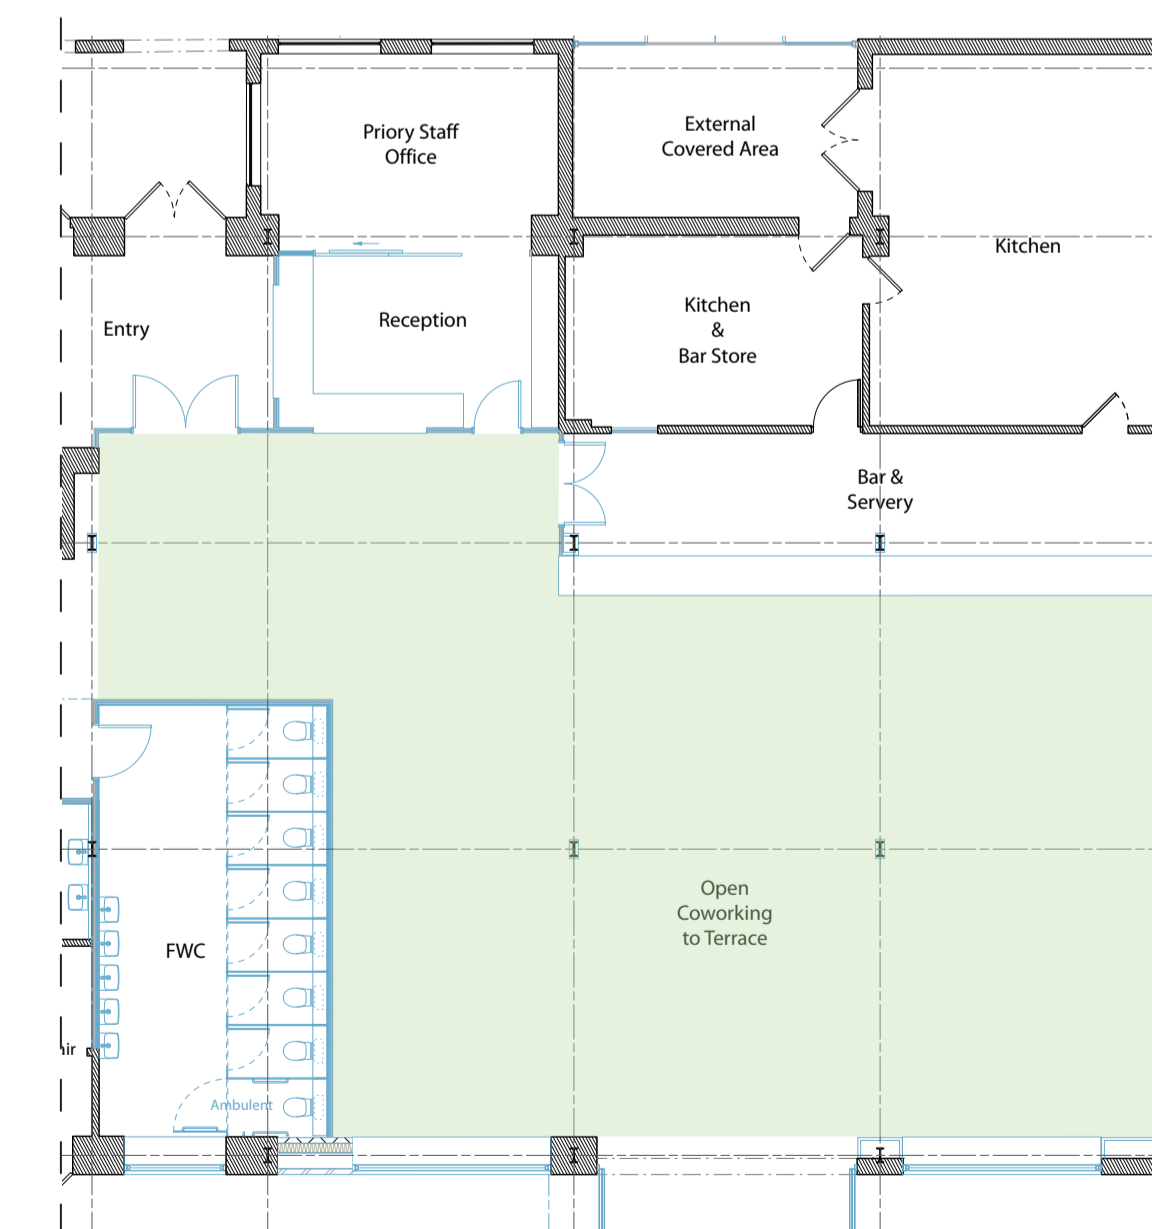 Priory Staff
Office
External
Covered Area
Kitchen
Entry
Reception
Kitchen
&
Bar Store
Bar &
Servery
Open
Coworking
to Terrace
FWC
Ambulent